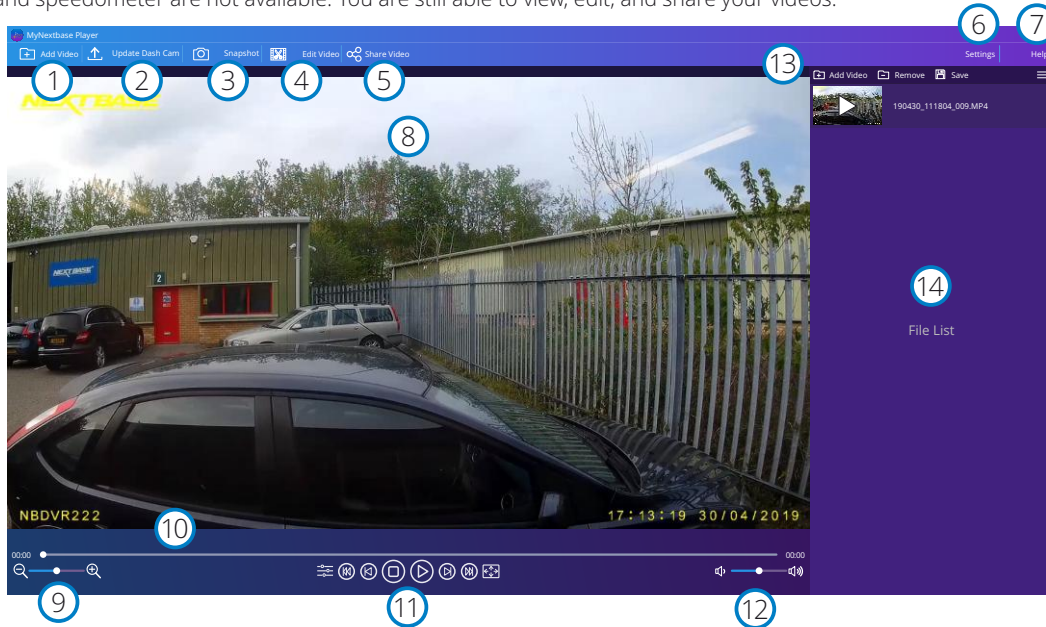 and speedometer are not available. You are still able to view, edit, and share your videos.
6 7
MyNextbase Player
Add Video Update Dash Cam Snapshot Edit Video Share Video Settings Help
1 2 3 4 5 13
Add Video Remove Save
NEXTBASE
190430_111804_009.MP4
8
NEXTBASE
2
14
File List
NBDVR222 17:13:19 30/04/2019
10
00:00 00:00
9 11 12